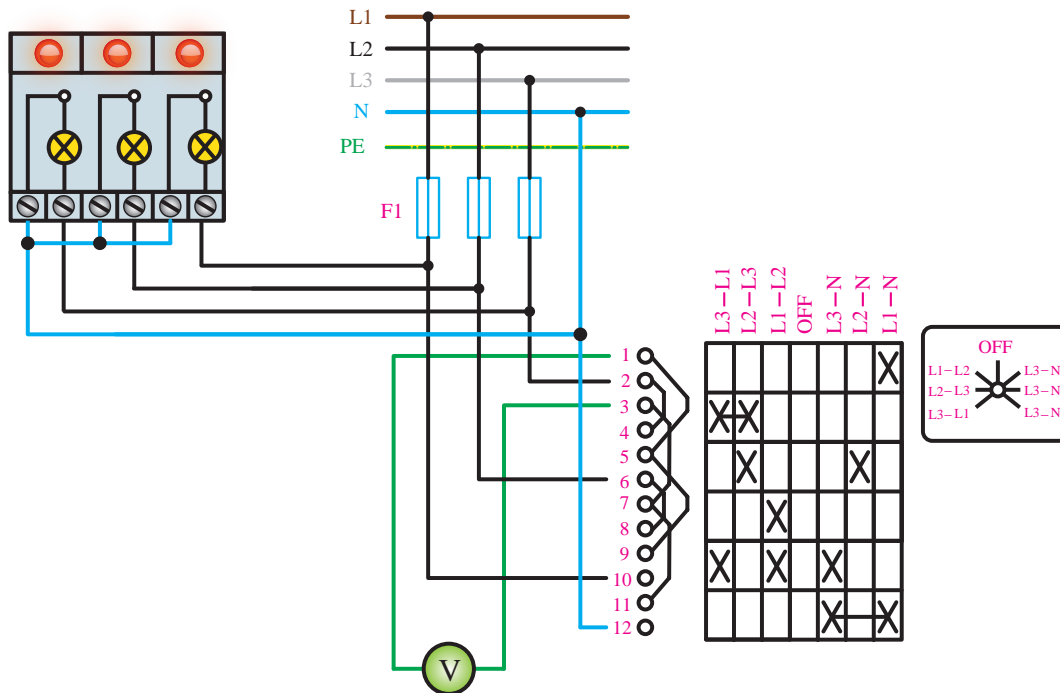 L1
L2
L3
N
PE
F1
L3–L1
L2–L3
L1–L2
OFF
L3–N
L2–N
L1–N
1
2
3
4
5
6
7
8
9
10
11
12
OFF
L1–L2 L3–N
L2–L3 L3–N
L3–L1 L3–N
V